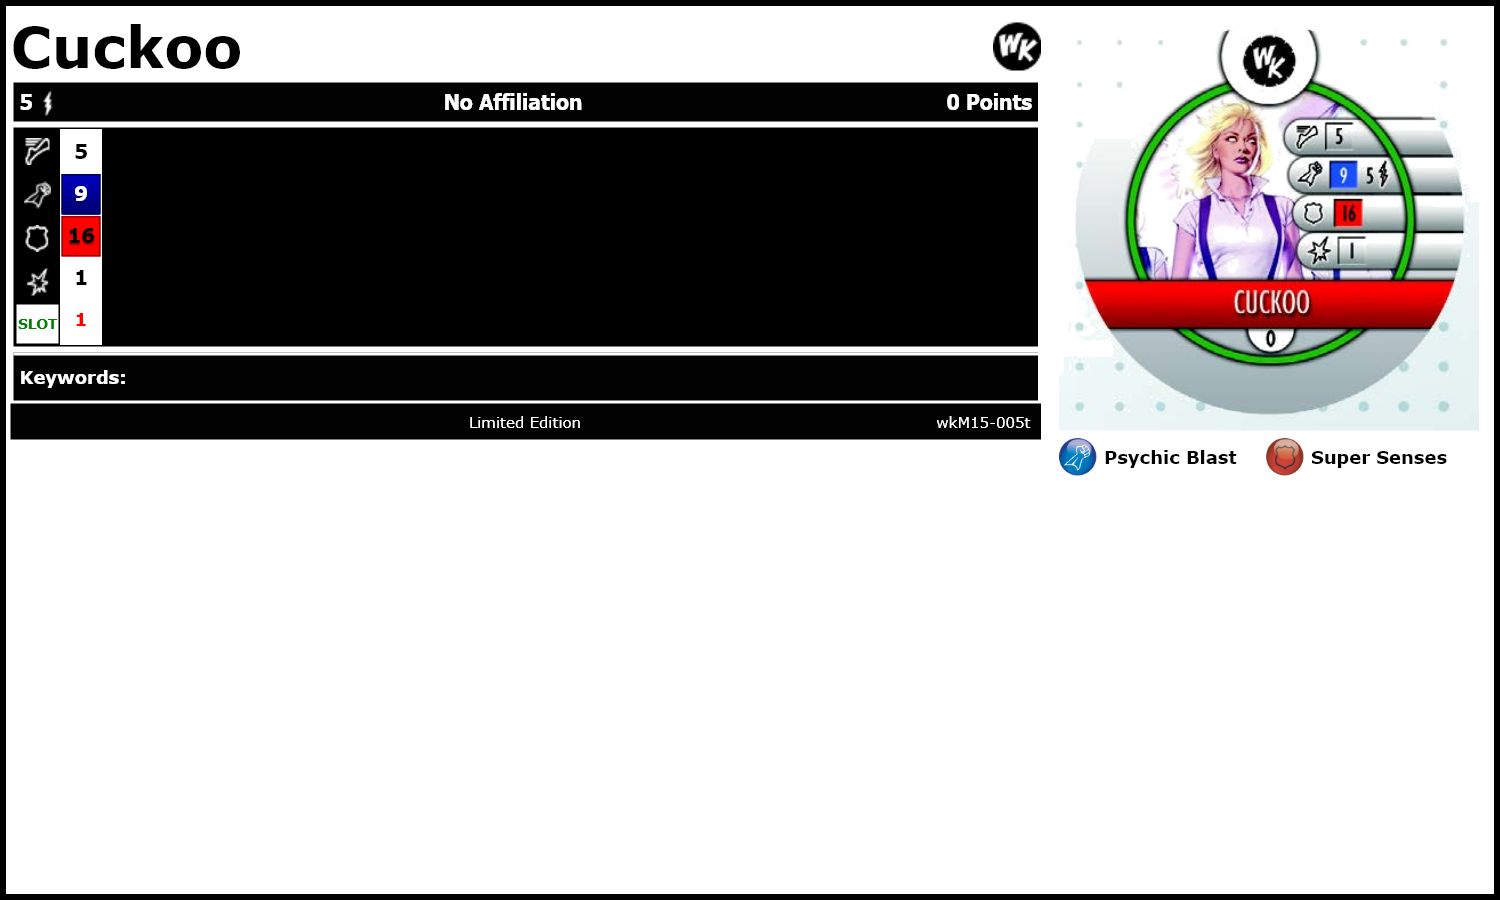 Cuckoo
WK
5 No Affiliation 0 Points
5
9
16
1
SLOT 1
Keywords:
Limited Edition wkM15-005t
WK
5
9 5
16
1
CUCKOO
0
Psychic Blast Super Senses